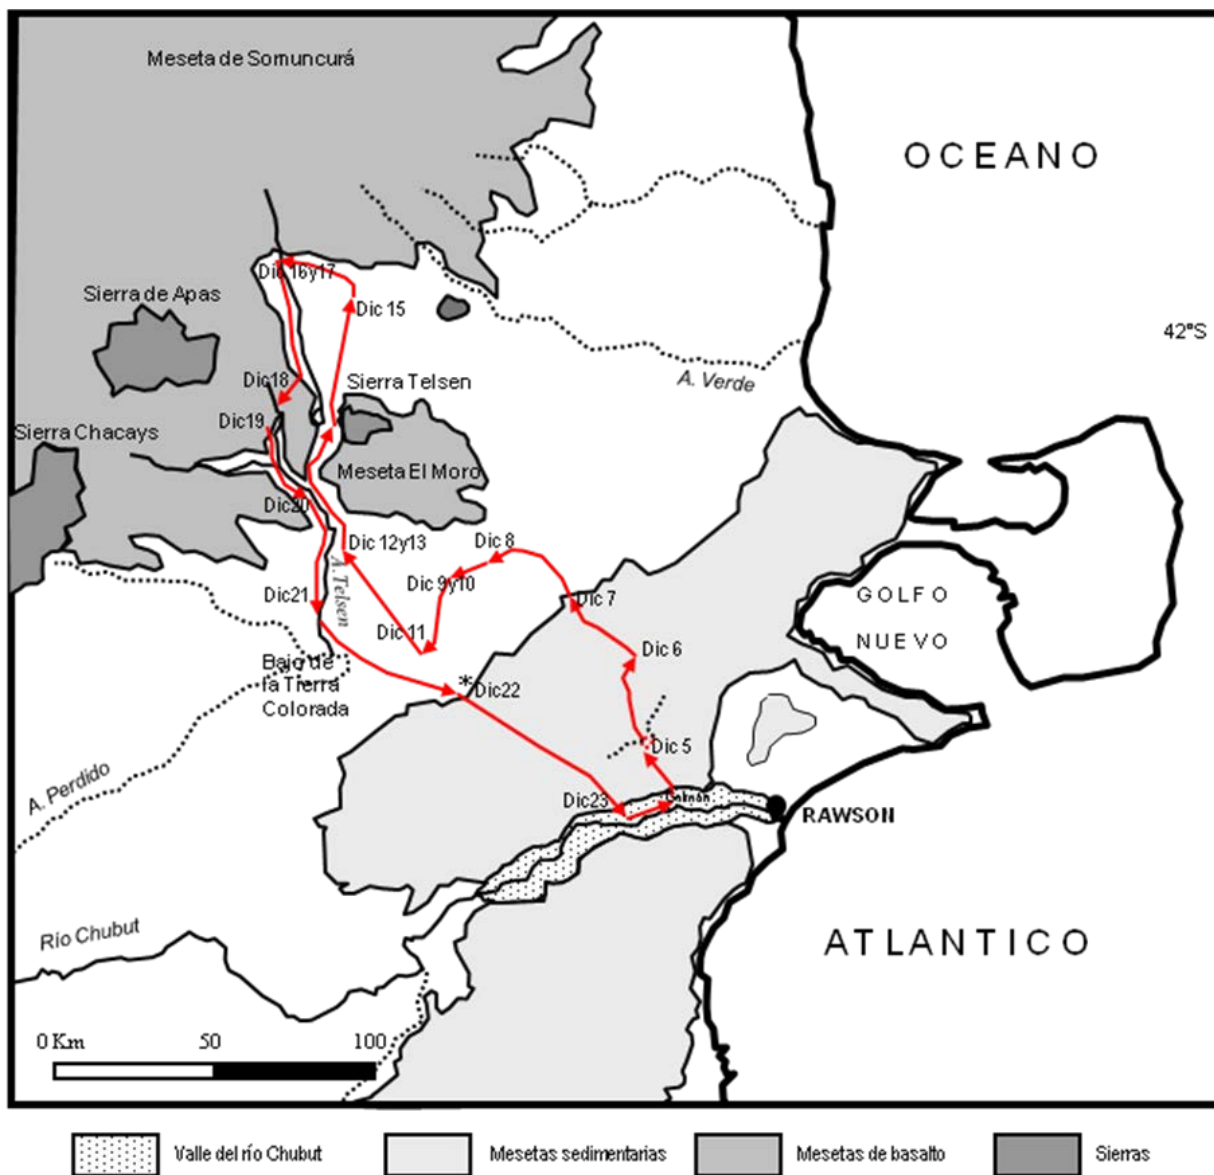 Meseta de Somuncurá
OCEANO
Dic 16y17
Sierra de Apas
Dic 15
42°S
A. Verde
Dic18
Sierra Telsen
Dic19
Sierra Chacays
Meseta El Moro
Dic20
Dic 12y13
Dic 8
A. Telsen
Dic 9y10
Dic21
Dic 7
GOLFO
NUEVO
Dic 11
Dic 6
Bajo de
la Tierra
Colorada
*
Dic22
Dic 5
A. Perdido
Dic23
Gaiman
RAWSON
Río Chubut
ATLANTICO
0 Km 50 100
Valle del río Chubut
Mesetas sedimentarias
Mesetas de basalto
Sierras